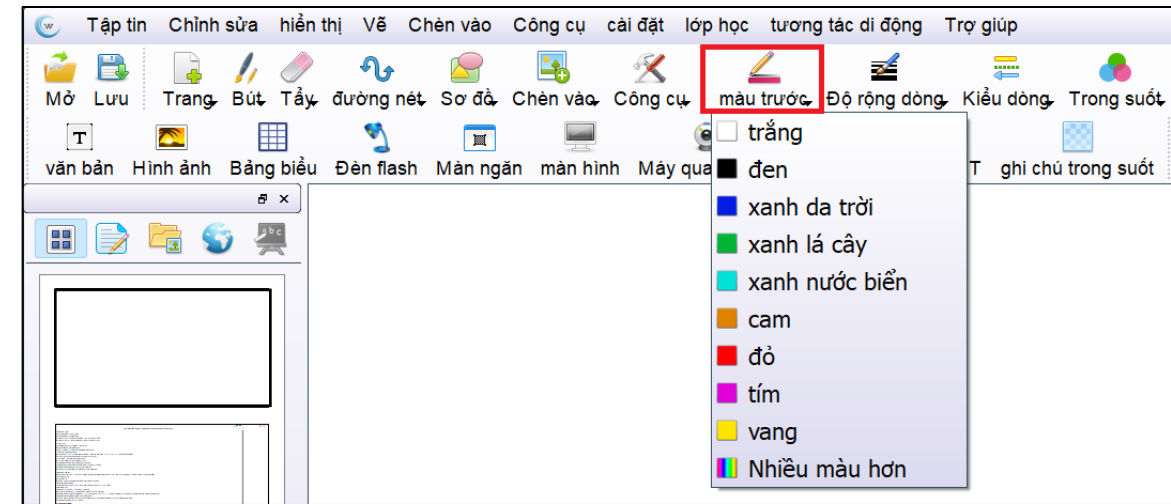 Tập tin Chỉnh sửa hiển thị Vẽ Chèn vào Công cụ cài đặt lớp học tương tác di động Trợ giúp
Mở Lưu Trang Bút Tẩy đường nét Sơ đồ Chèn vào Công cụ màu trước Độ rộng dòng Kiểu dòng Trong suốt
văn bản Hình ảnh Bảng biểu Đèn flash Màn ngăn màn hình Máy qua T ghi chú trong suốt
trắng
đen
xanh da trời
xanh lá cây
xanh nước biển
cam
đỏ
tím
vang
Nhiều màu hơn